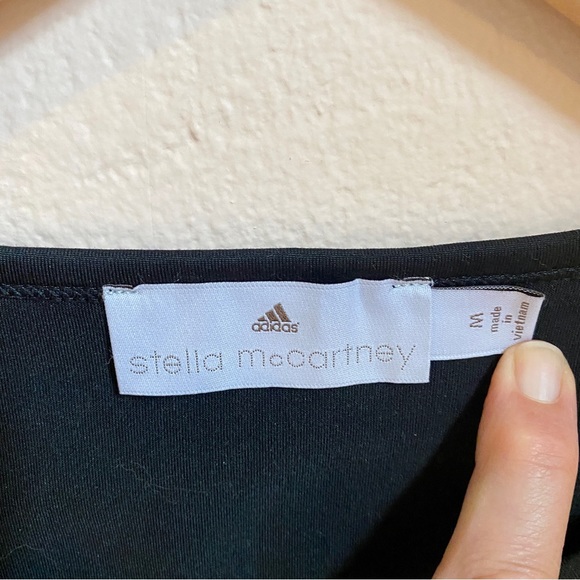 adidas
stella mccartney
M
made
in
vietnam